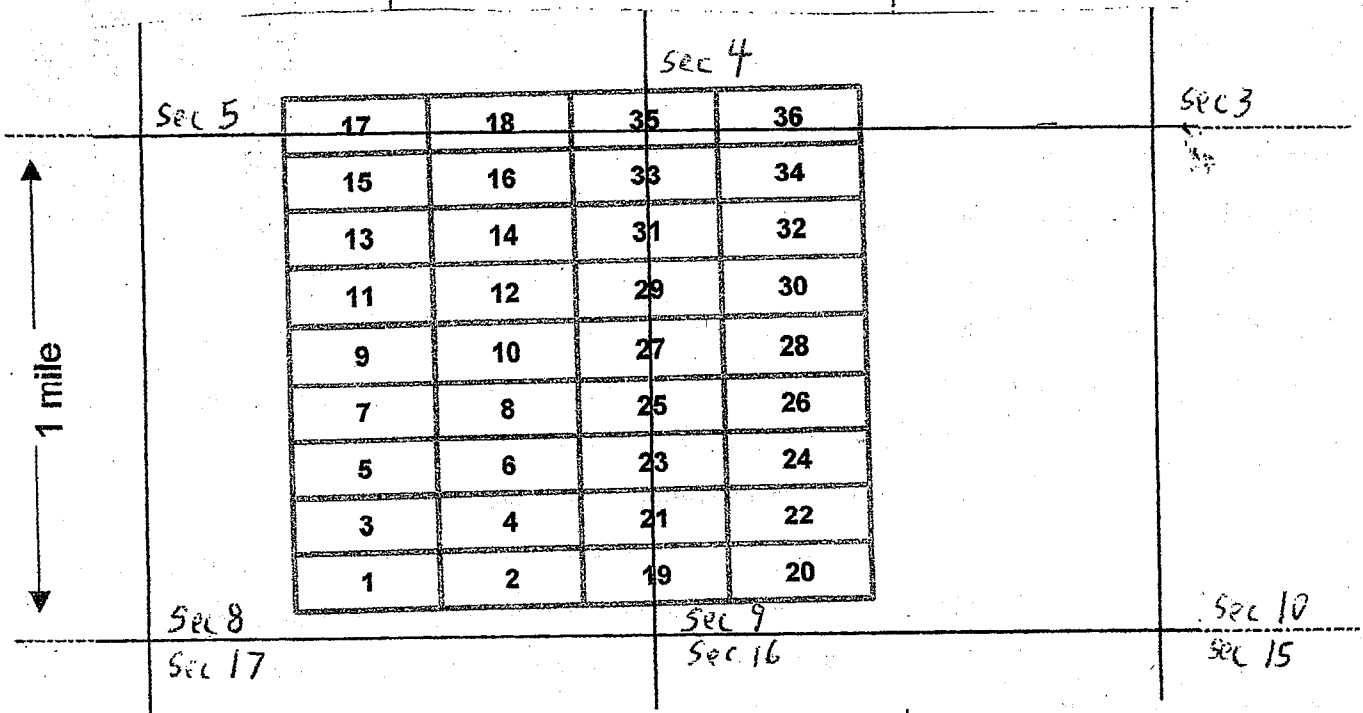 sec 4
Sec 5
sec 3
17 18 35 36
15 16 33 34
13 14 31 32
11 12 29 30
9 10 27 28
7 8 25 26
5 6 23 24
3 4 21 22
1 2 19 20
1 mile
Sec 8
Sec 9
Sec 10
Sec 17
Sec 16
Sec 15